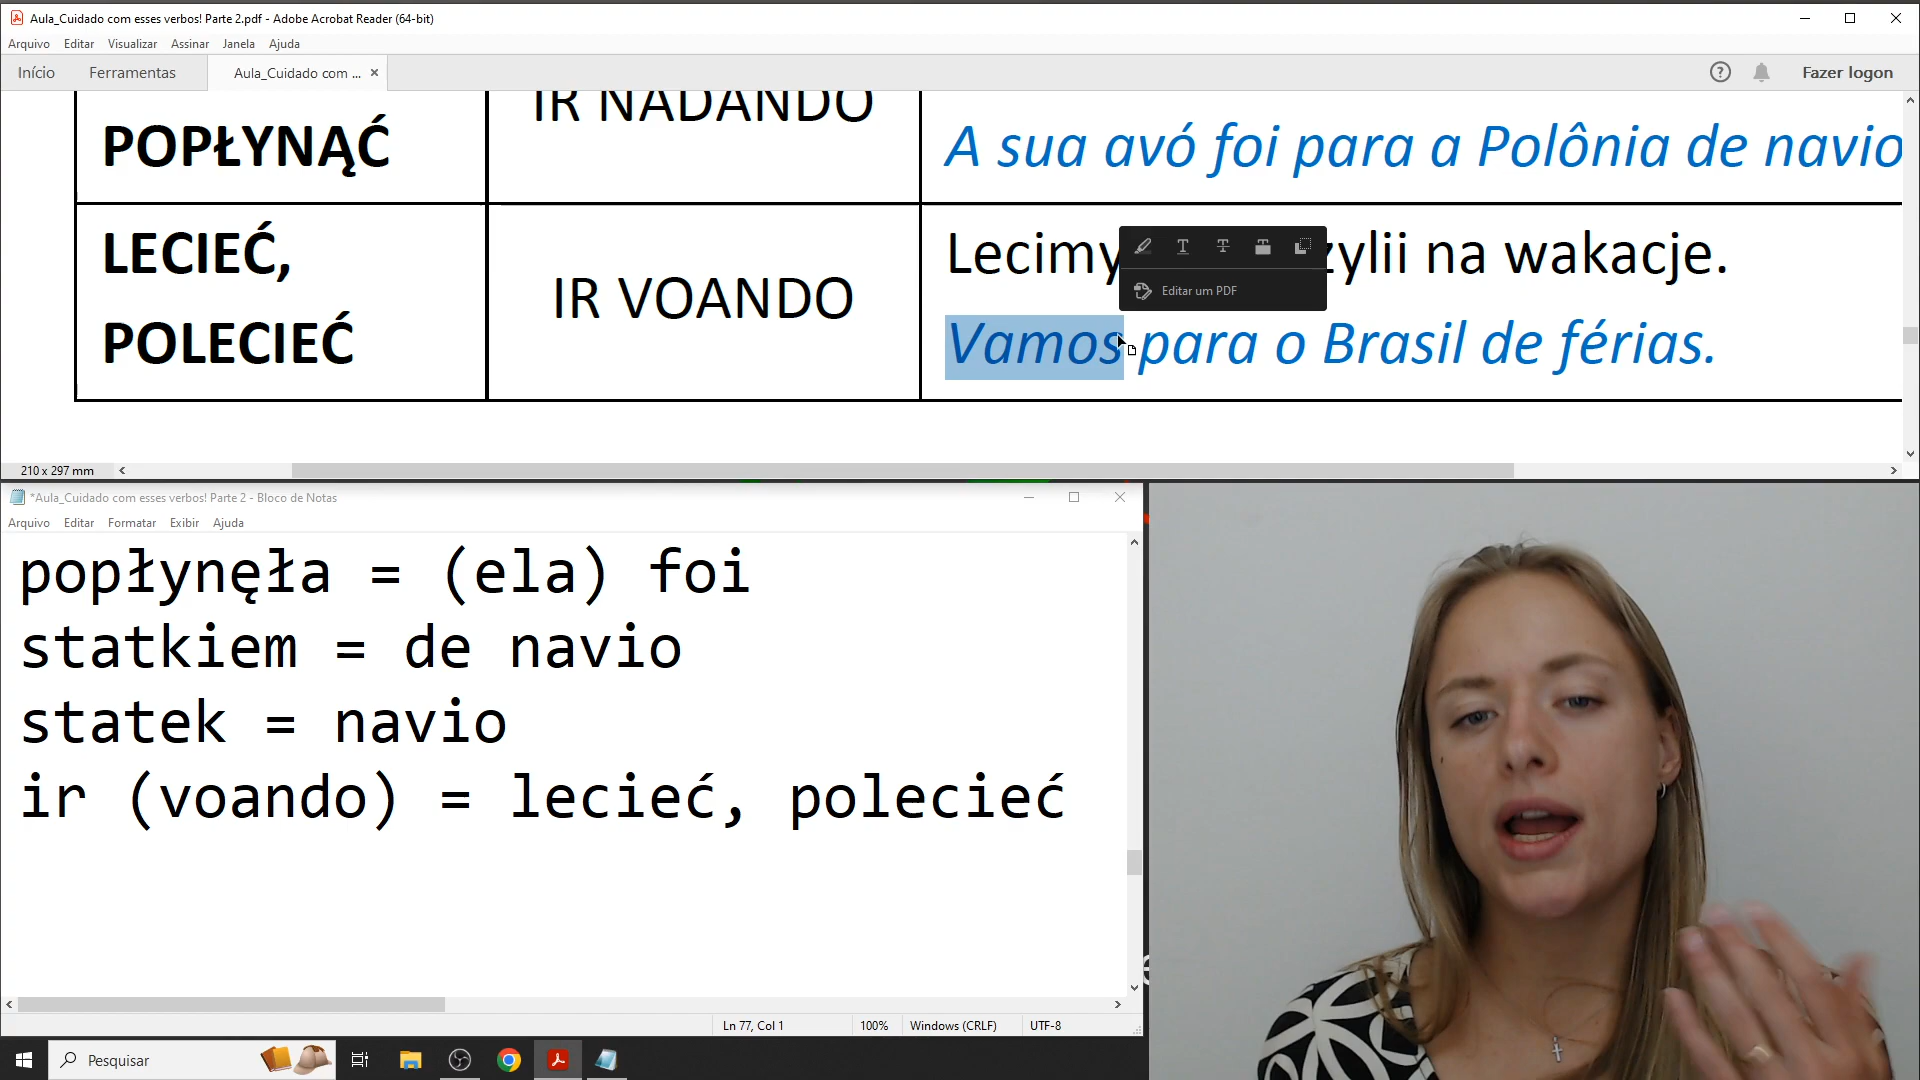 Aula_Cuidado com esses verbos! Parte 2.pdf - Adobe Acrobat Reader (64-bit)
Arquivo Editar Visualizar Assinar Janela Ajuda
Início Ferramentas Aula_Cuidado com ... Fazer logon
IR NADANDO
POPŁYNĄĆ
A sua avó foi para a Polônia de navio
LECIEĆ,
POLECIEĆ
IR VOANDO
Lecimy zylii na wakacje.
Editar um PDF
Vamos para o Brasil de férias.
210 x 297 mm
*Aula_Cuidado com esses verbos! Parte 2 - Bloco de Notas
Arquivo Editar Formatar Exibir Ajuda
popłynęła = (ela) foi
statkiem = de navio
statek = navio
ir (voando) = lecieć, polecieć
Ln 77, Col 1 100% Windows (CRLF) UTF-8
Pesquisar